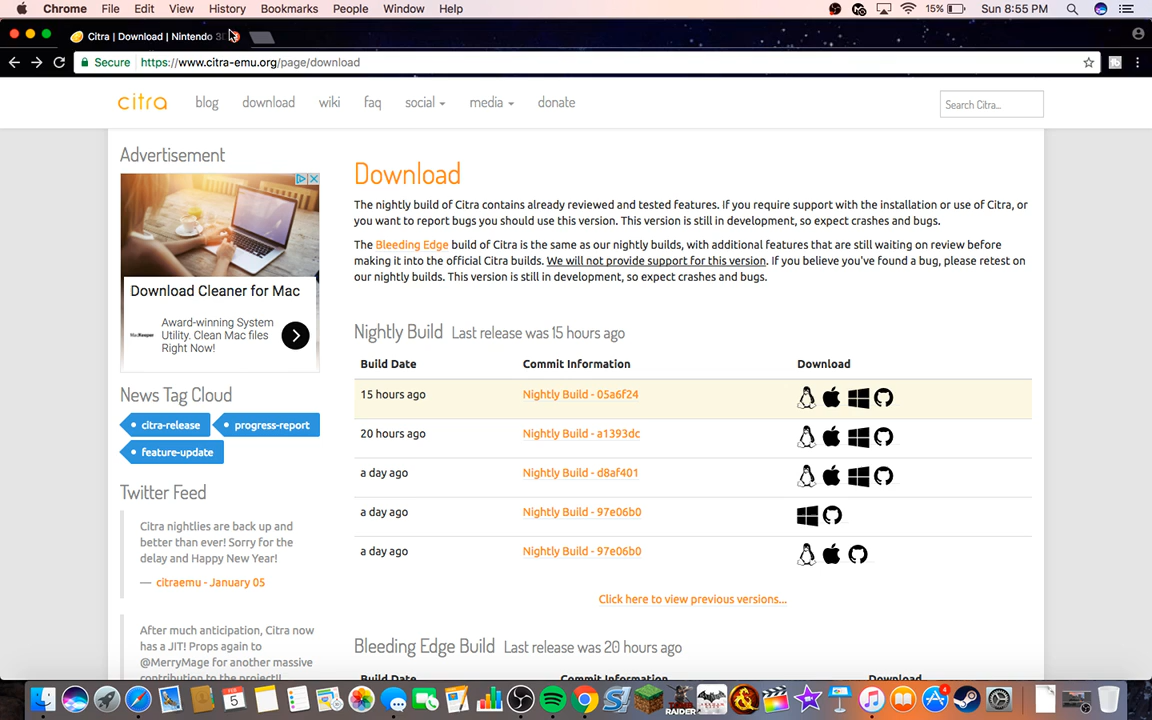 Chrome File Edit View History Bookmarks People Window Help 15% Sun 8:55 PM
Citra | Download | Nintendo
Secure https://www.citra-emu.org/page/download
citra blog download wiki faq social media donate Search Citra...
Advertisement
Download Cleaner for Mac
Award-winning System
Utility. Clean Mac files
Right Now!
News Tag Cloud
citra-release progress-report
feature-update
Twitter Feed
Citra nightlies are back up and
better than ever! Sorry for the
delay and Happy New Year!
— citraemu - January 05
After much anticipation, Citra now
has a JIT! Props again to
@MerryMage for another massive
contribution to the project!!
Download
The nightly build of Citra contains already reviewed and tested features. If you require support with the installation or use of Citra, or
you want to report bugs you should use this version. This version is still in development, so expect crashes and bugs.
The Bleeding Edge build of Citra is the same as our nightly builds, with additional features that are still waiting on review before
making it into the official Citra builds. We will not provide support for this version. If you believe you've found a bug, please retest on
our nightly builds. This version is still in development, so expect crashes and bugs.
Nightly Build Last release was 15 hours ago
Build Date Commit Information Download
15 hours ago Nightly Build - 05a6f24
20 hours ago Nightly Build - a1393dc
a day ago Nightly Build - d8af401
a day ago Nightly Build - 97e06b0
a day ago Nightly Build - 97e06b0
Click here to view previous versions...
Bleeding Edge Build Last release was 20 hours ago
Build Date Commit Information Download
FEB
5
RAIDER
4